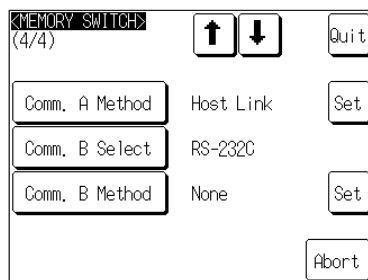 <MEMORY SWITCH>
(4/4)
Quit
Comm. A Method Host Link Set
Comm. B Select RS-232C
Comm. B Method None Set
Abort